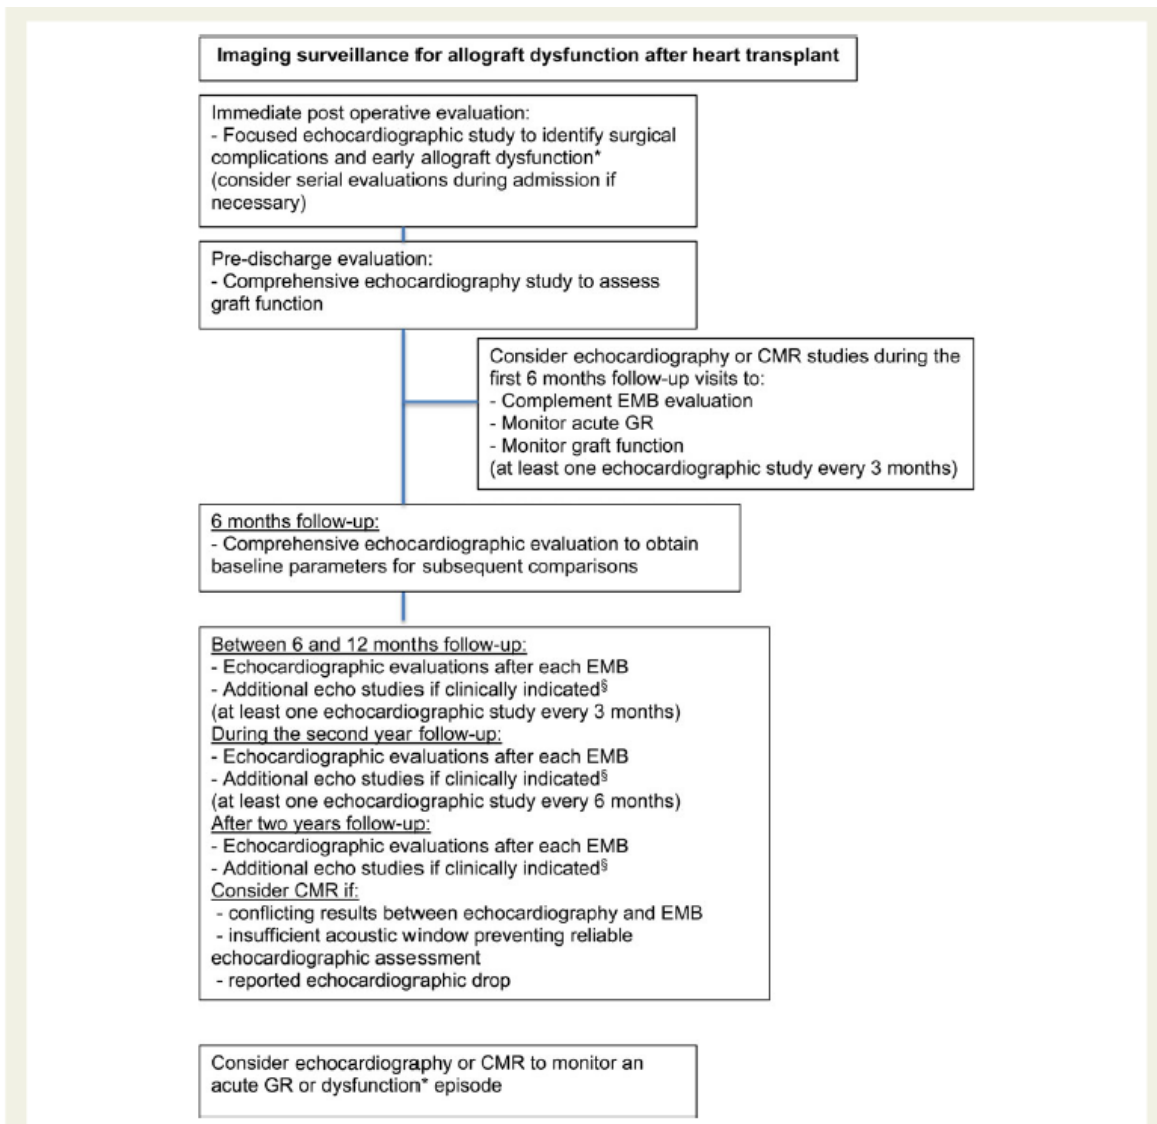 Imaging surveillance for allograft dysfunction after heart transplant
Immediate post operative evaluation:
- Focused echocardiographic study to identify surgical
complications and early allograft dysfunction*
(consider serial evaluations during admission if
necessary)
Pre-discharge evaluation:
- Comprehensive echocardiography study to assess
graft function
Consider echocardiography or CMR studies during the
first 6 months follow-up visits to:
- Complement EMB evaluation
- Monitor acute GR
- Monitor graft function
(at least one echocardiographic study every 3 months)
6 months follow-up:
- Comprehensive echocardiographic evaluation to obtain
baseline parameters for subsequent comparisons
Between 6 and 12 months follow-up:
- Echocardiographic evaluations after each EMB
- Additional echo studies if clinically indicated§
(at least one echocardiographic study every 3 months)
During the second year follow-up:
- Echocardiographic evaluations after each EMB
- Additional echo studies if clinically indicated§
(at least one echocardiographic study every 6 months)
After two years follow-up:
- Echocardiographic evaluations after each EMB
- Additional echo studies if clinically indicated§
Consider CMR if:
- conflicting results between echocardiography and EMB
- insufficient acoustic window preventing reliable
echocardiographic assessment
- reported echocardiographic drop
Consider echocardiography or CMR to monitor an
acute GR or dysfunction* episode